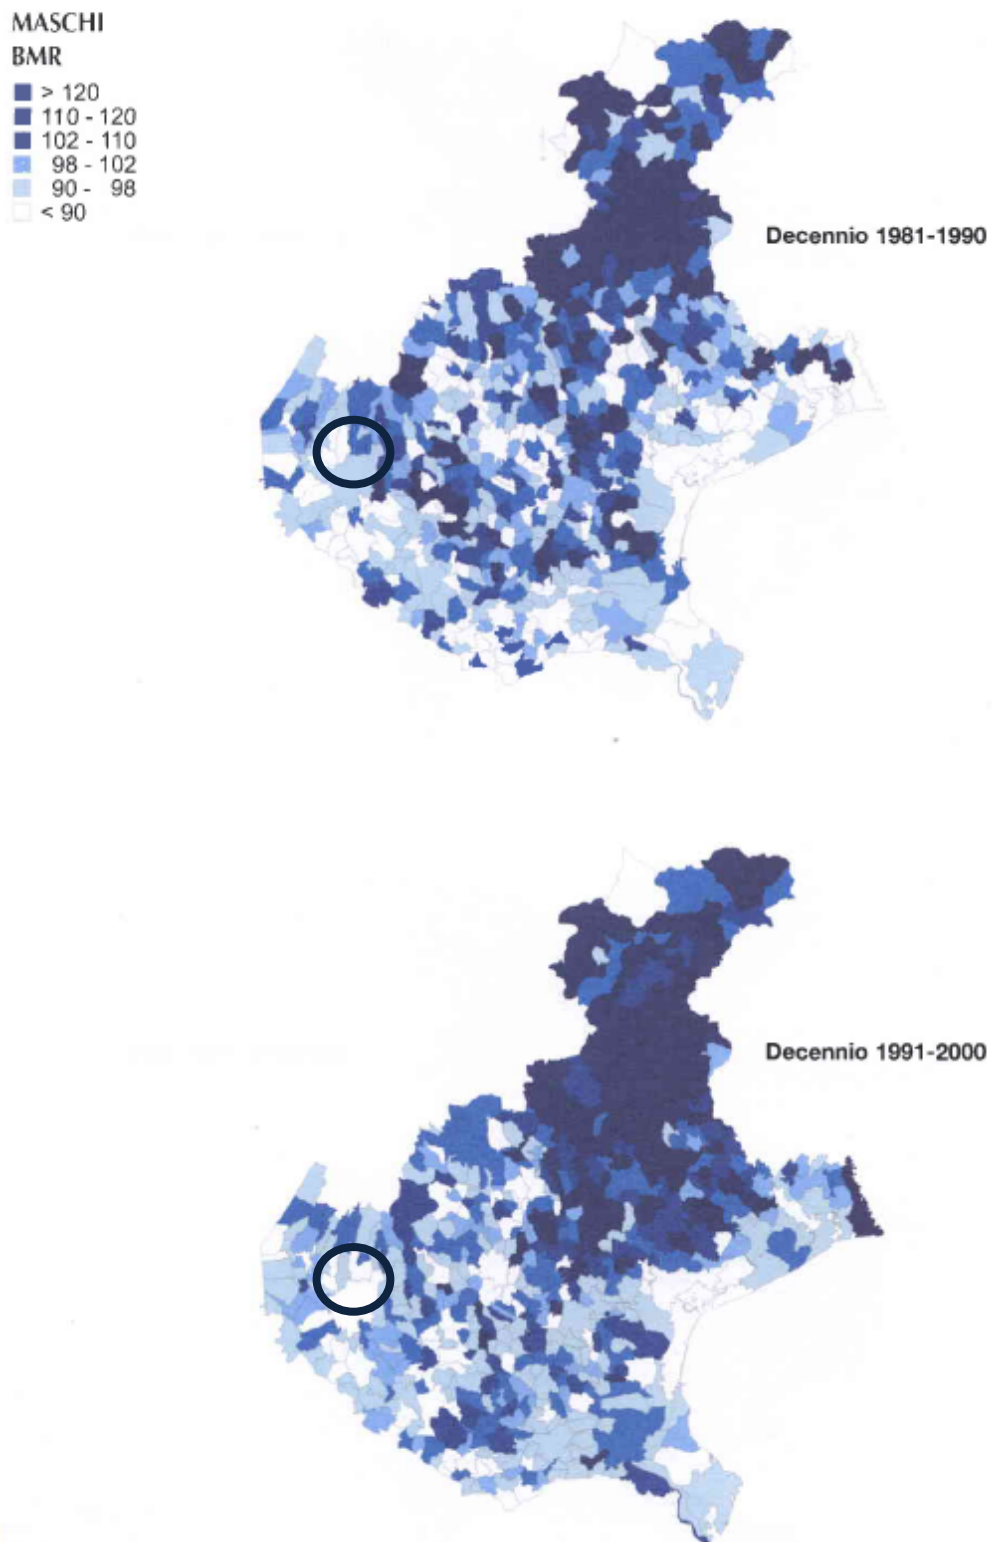 MASCHI
BMR
> 120
110 - 120
102 - 110
98 - 102
90 - 98
< 90
Decennio 1981-1990
Decennio 1991-2000